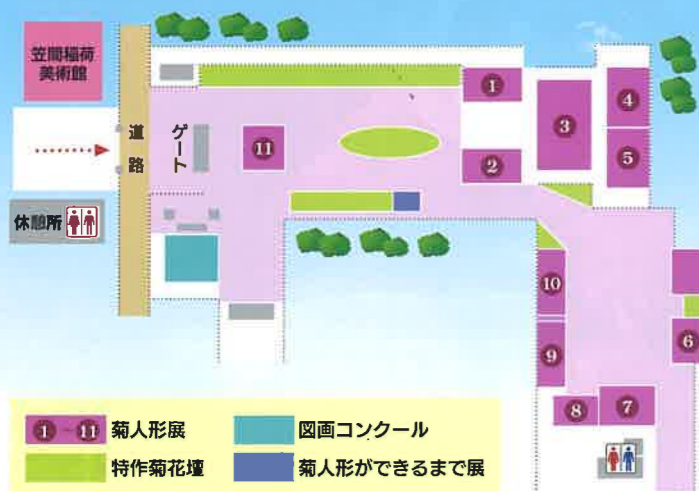 笠間稲荷
美術館
道路
ゲート
休憩所
1
2
3
4
5
6
7
8
9
10
11
1 - 11 菊人形展
図画コンクール
特作菊花壇
菊人形ができるまで展